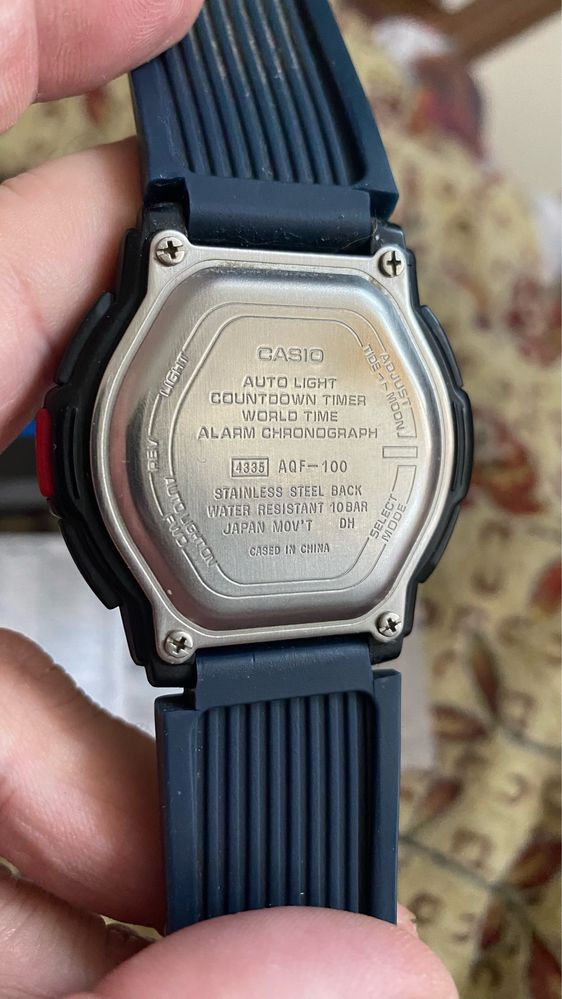 CASIO
AUTO LIGHT
COUNTDOWN TIMER
WORLD TIME
ALARM CHRONOGRAPH
4335 AQF-100
STAINLESS STEEL BACK
WATER RESISTANT 10BAR
JAPAN MOV'T DH
CASED IN CHINA
LIGHT
REV
AUTO LIGHT ON
FWD
ADJUST
TIDE↔MOON
SELECT
MODE